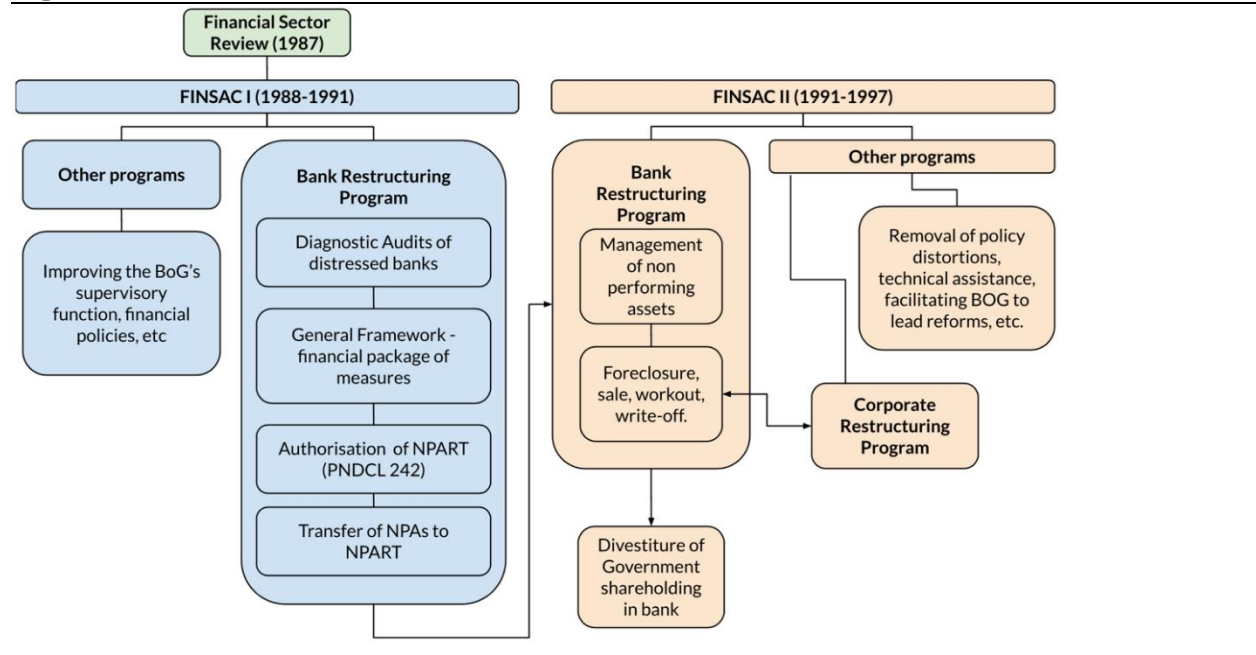 Financial Sector
Review (1987)
FINSAC I (1988-1991)
Other programs
Improving the BoG's
supervisory
function, financial
policies, etc
Bank Restructuring
Program
Diagnostic Audits of
distressed banks
General Framework -
financial package of
measures
Authorisation of NPART
(PNDCL 242)
Transfer of NPAs to
NPART
FINSAC II (1991-1997)
Bank
Restructuring
Program
Management
of non
performing
assets
Foreclosure,
sale, workout,
write-off.
Divestiture of
Government
shareholding
in bank
Other programs
Removal of policy
distortions,
technical assistance,
facilitating BOG to
lead reforms, etc.
Corporate
Restructuring
Program